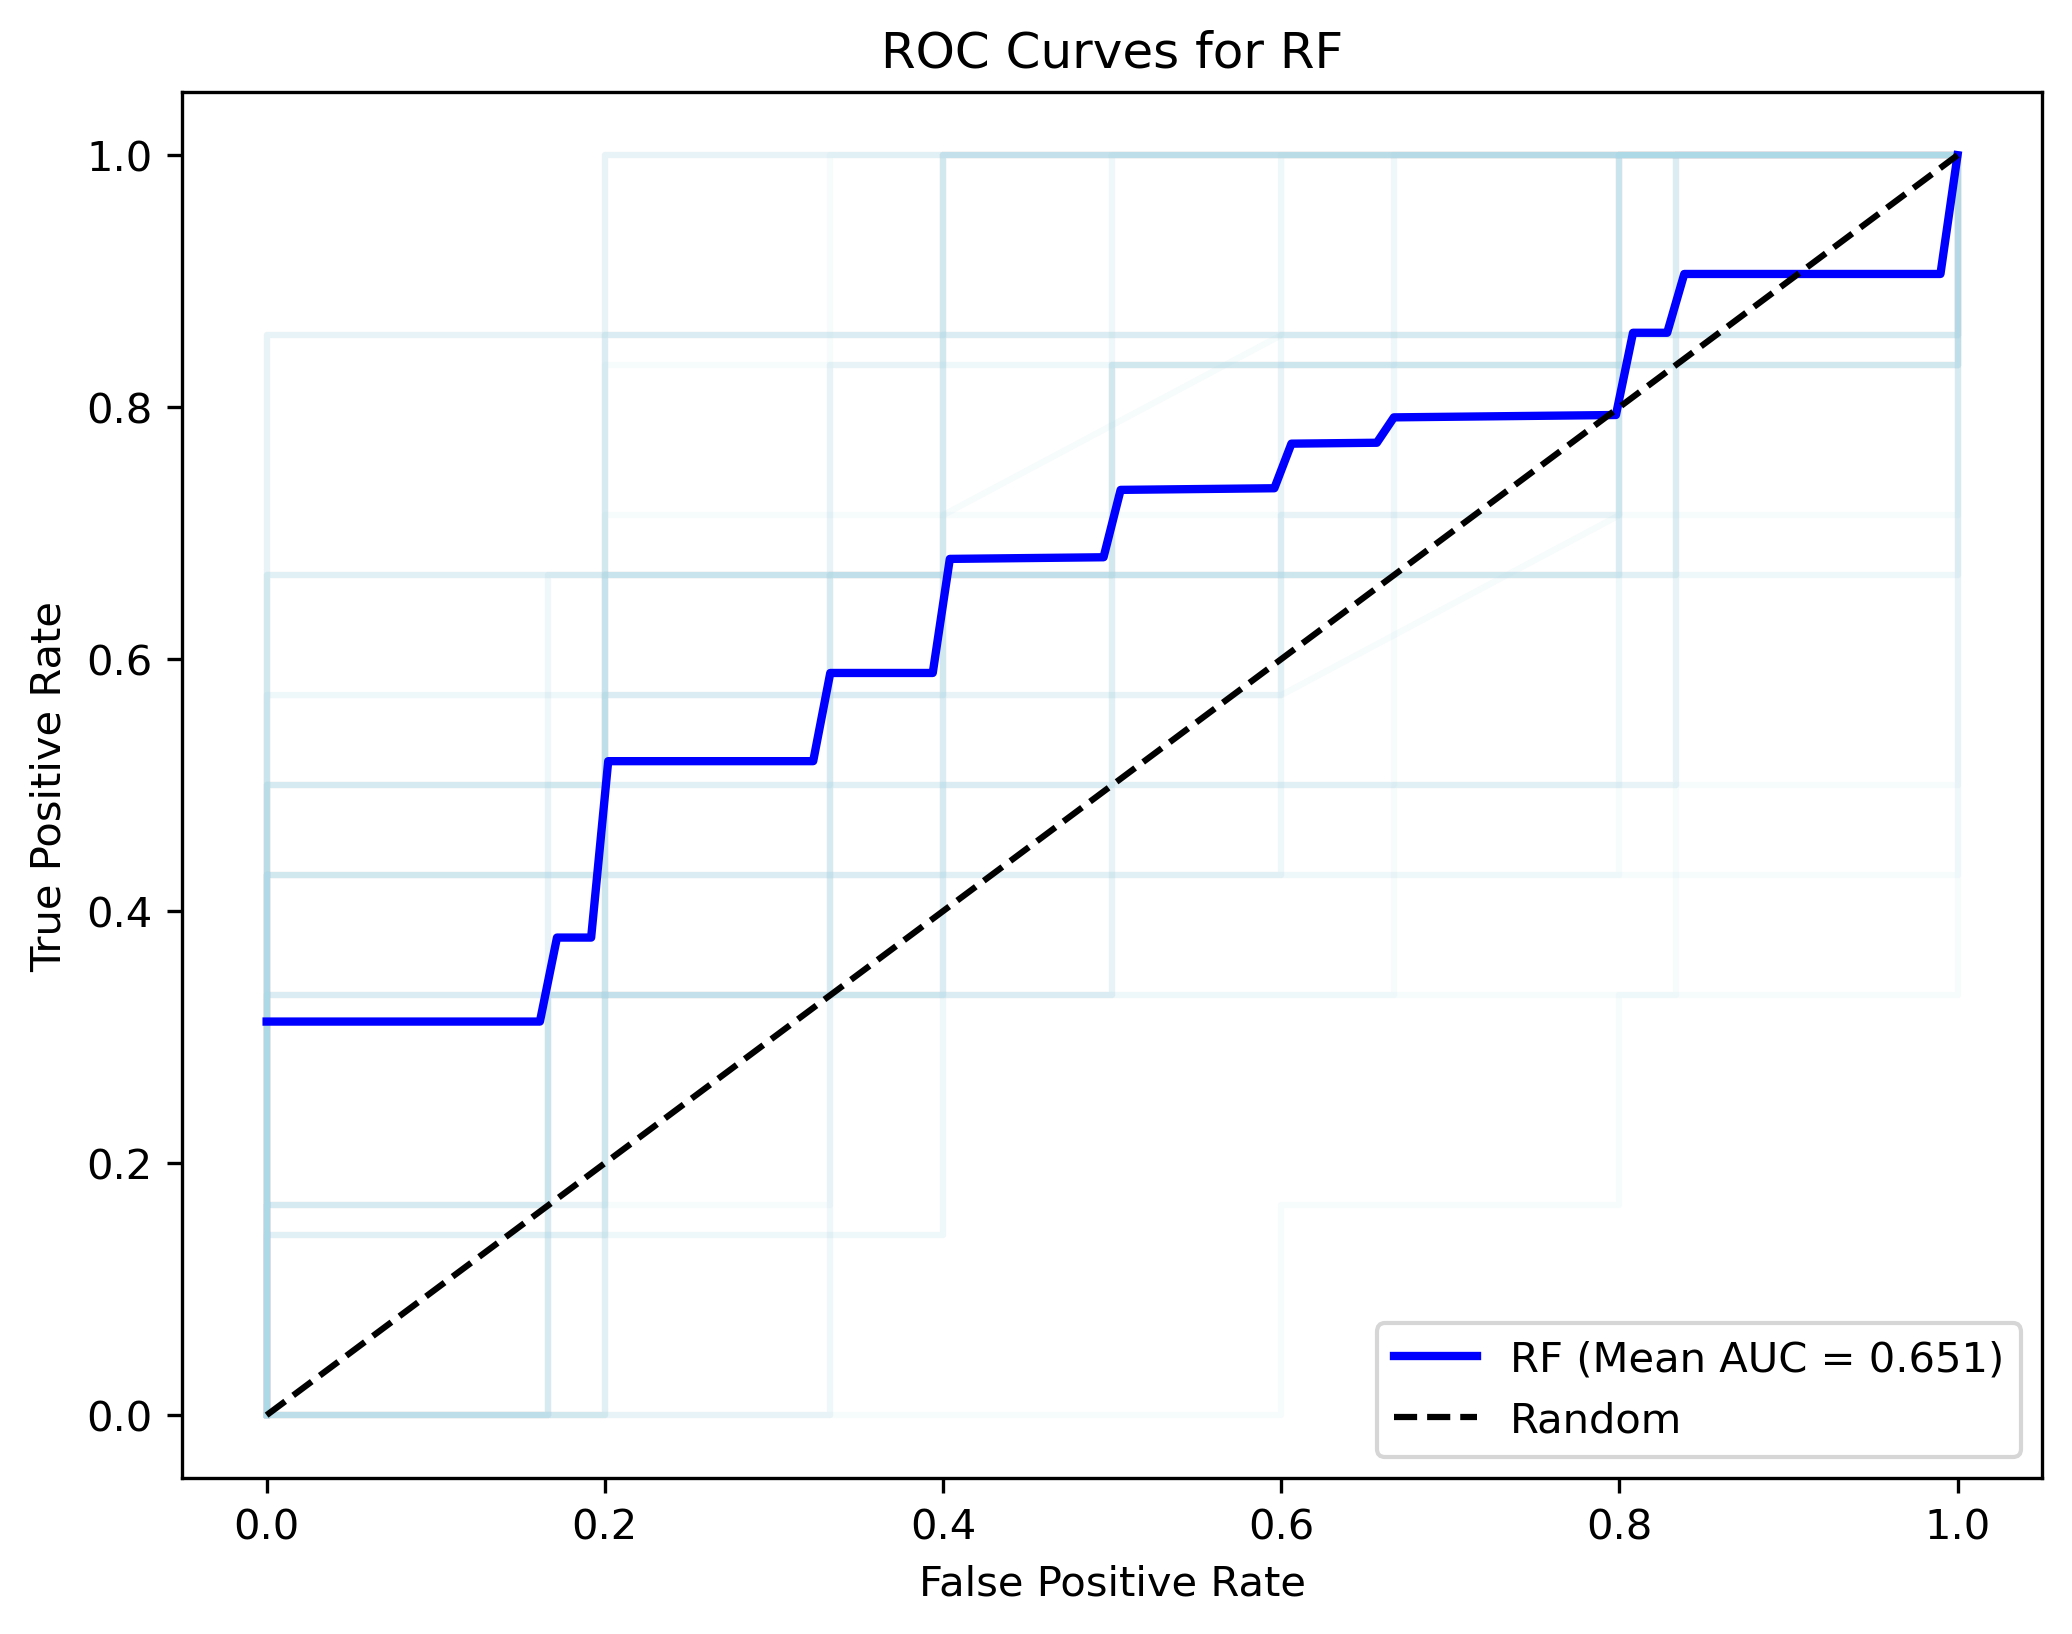 ROC Curves for RF
True Positive Rate
1.0
0.8
0.6
0.4
0.2
0.0
RF (Mean AUC = 0.651)
Random
0.0 0.2 0.4 0.6 0.8 1.0
False Positive Rate